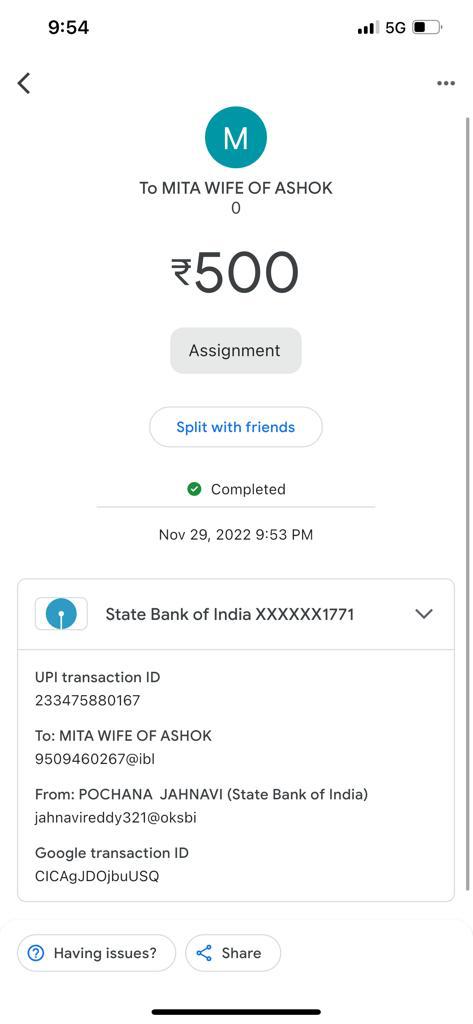 9:54
5G
M
To MITA WIFE OF ASHOK
0
₹500
Assignment
Split with friends
Completed
Nov 29, 2022 9:53 PM
State Bank of India XXXXXX1771
UPI transaction ID
233475880167
To: MITA WIFE OF ASHOK
9509460267@ibl
From: POCHANA JAHNAVI (State Bank of India)
jahnavireddy321@oksbi
Google transaction ID
CICAgJDOjbuUSQ
Having issues?
Share